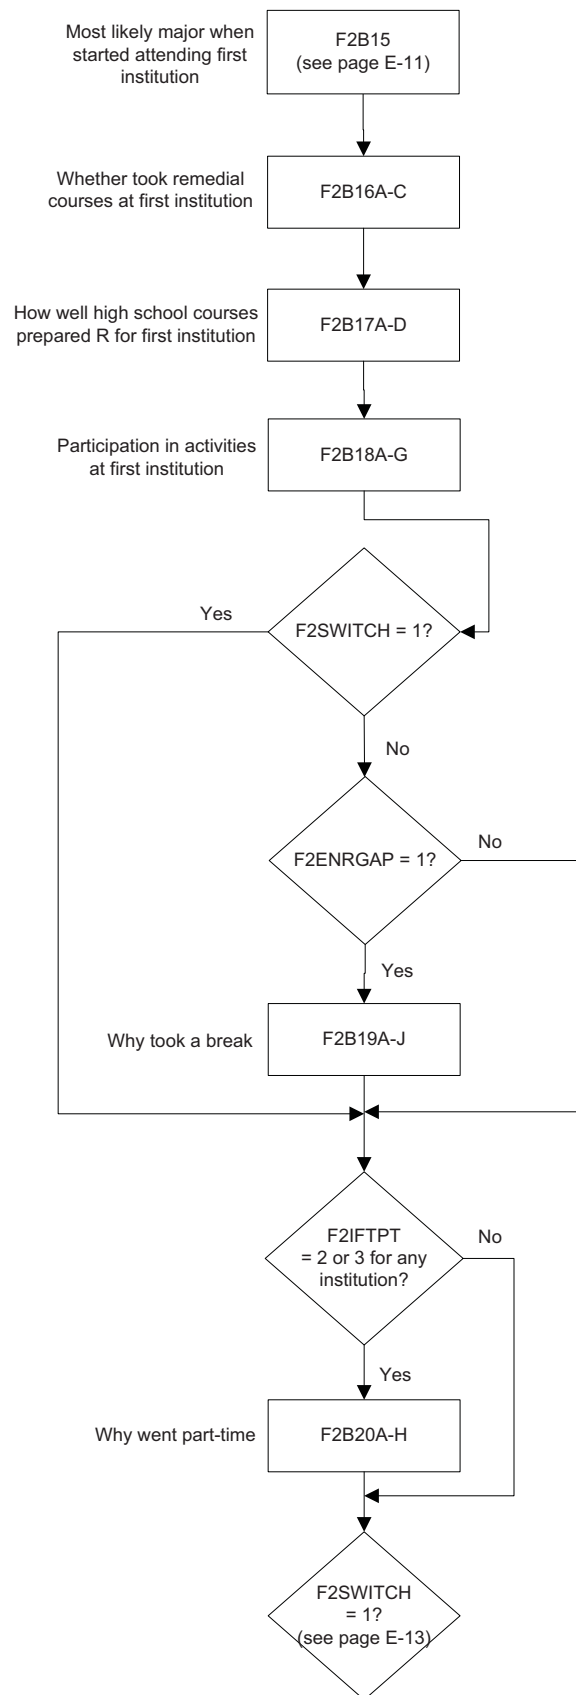 Most likely major when
started attending first
institution
F2B15
(see page E-11)
Whether took remedial
courses at first institution
F2B16A-C
How well high school courses
prepared R for first institution
F2B17A-D
Participation in activities
at first institution
F2B18A-G
Yes
F2SWITCH = 1?
No
F2ENRGAP = 1?
No
Yes
Why took a break
F2B19A-J
F2IFTPT
= 2 or 3 for any
institution?
No
Yes
Why went part-time
F2B20A-H
F2SWITCH
= 1?
(see page E-13)